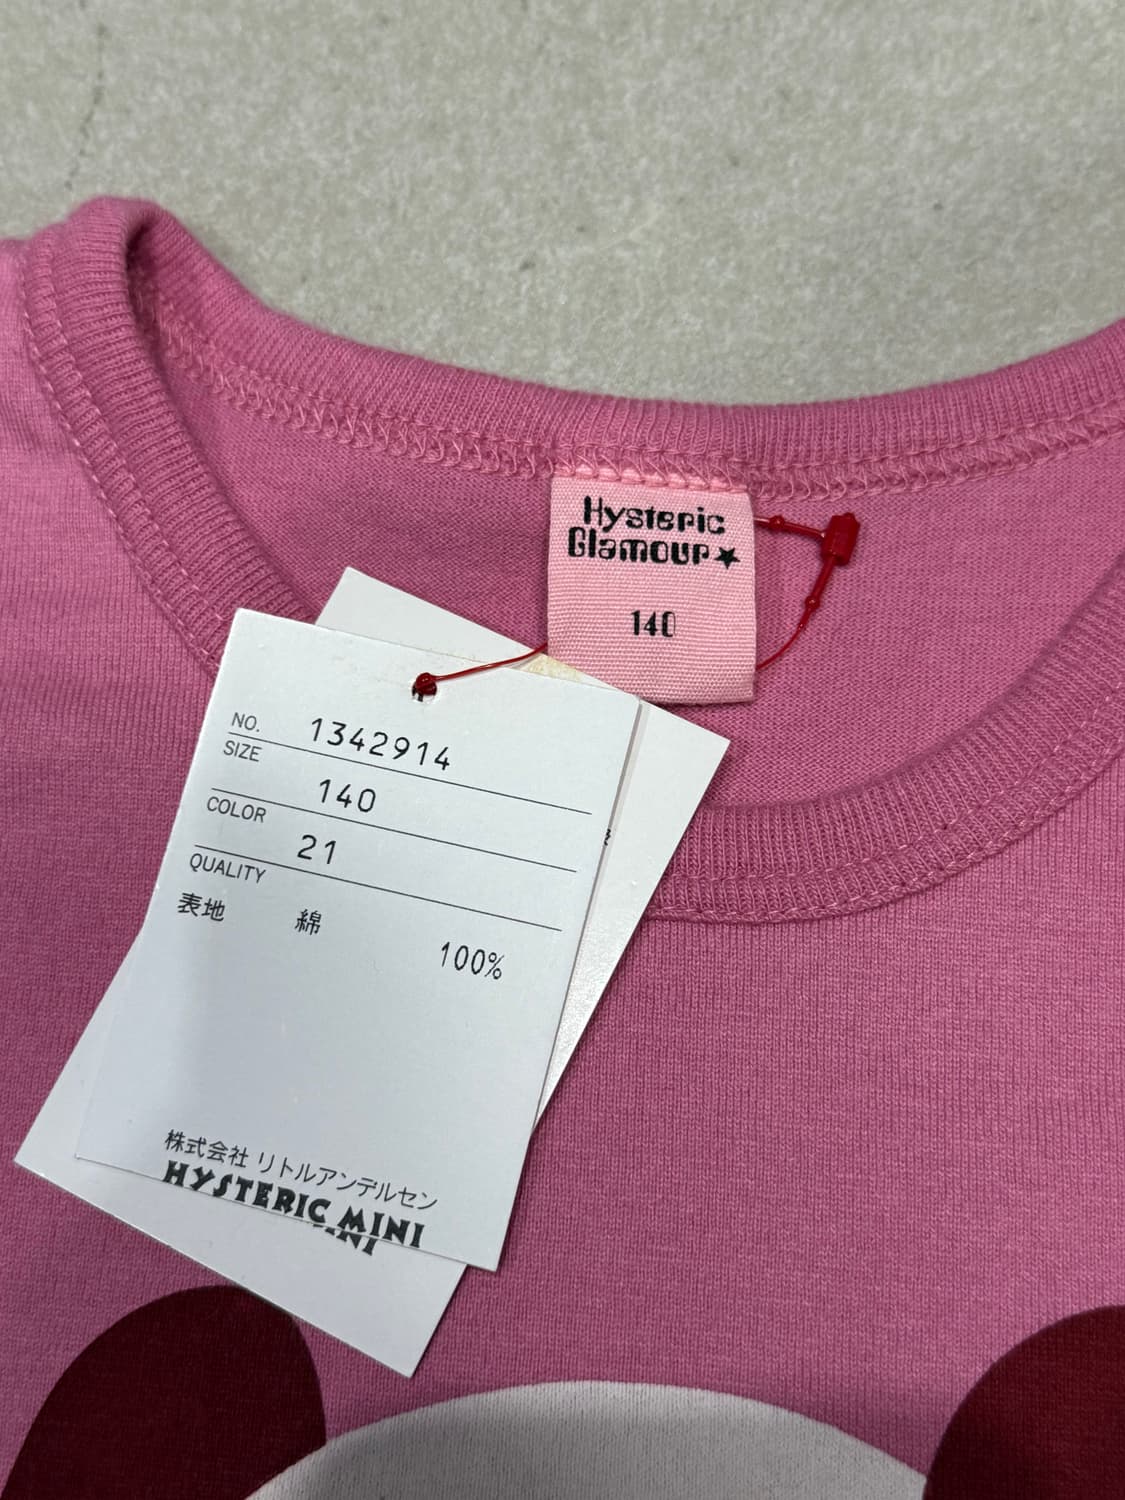 Hysteric
Glamour★
140
NO. 1342914
SIZE 140
COLOR 21
QUALITY
表地 綿 100%
株式会社 リトルアンデルセン
HYSTERIC MINI